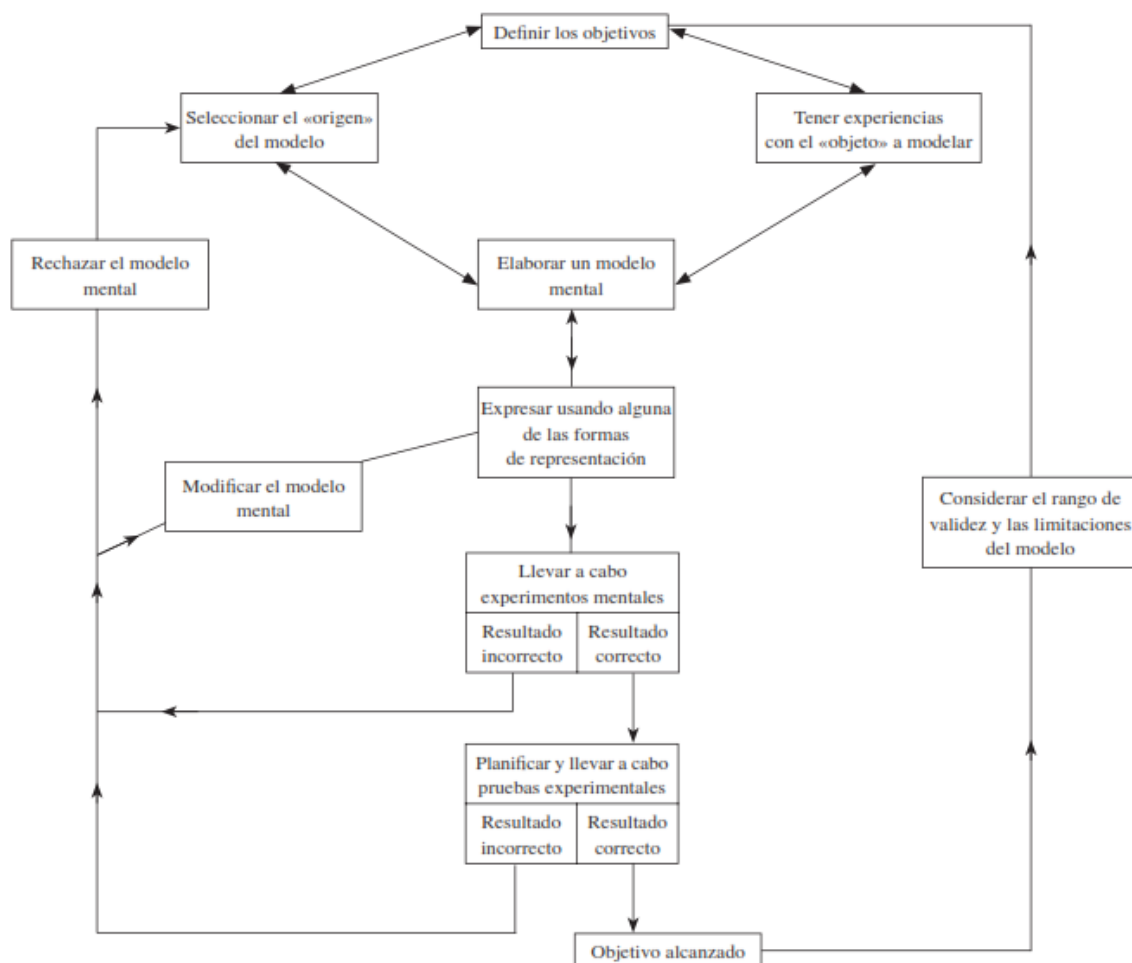 Definir los objetivos
Seleccionar el «origen»
del modelo
Tener experiencias
con el «objeto» a modelar
Rechazar el modelo
mental
Elaborar un modelo
mental
Expresar usando alguna
de las formas
de representación
Modificar el modelo
mental
Considerar el rango de
validez y las limitaciones
del modelo
Llevar a cabo
experimentos mentales
Resultado
incorrecto
Resultado
correcto
Planificar y llevar a cabo
pruebas experimentales
Resultado
incorrecto
Resultado
correcto
Objetivo alcanzado